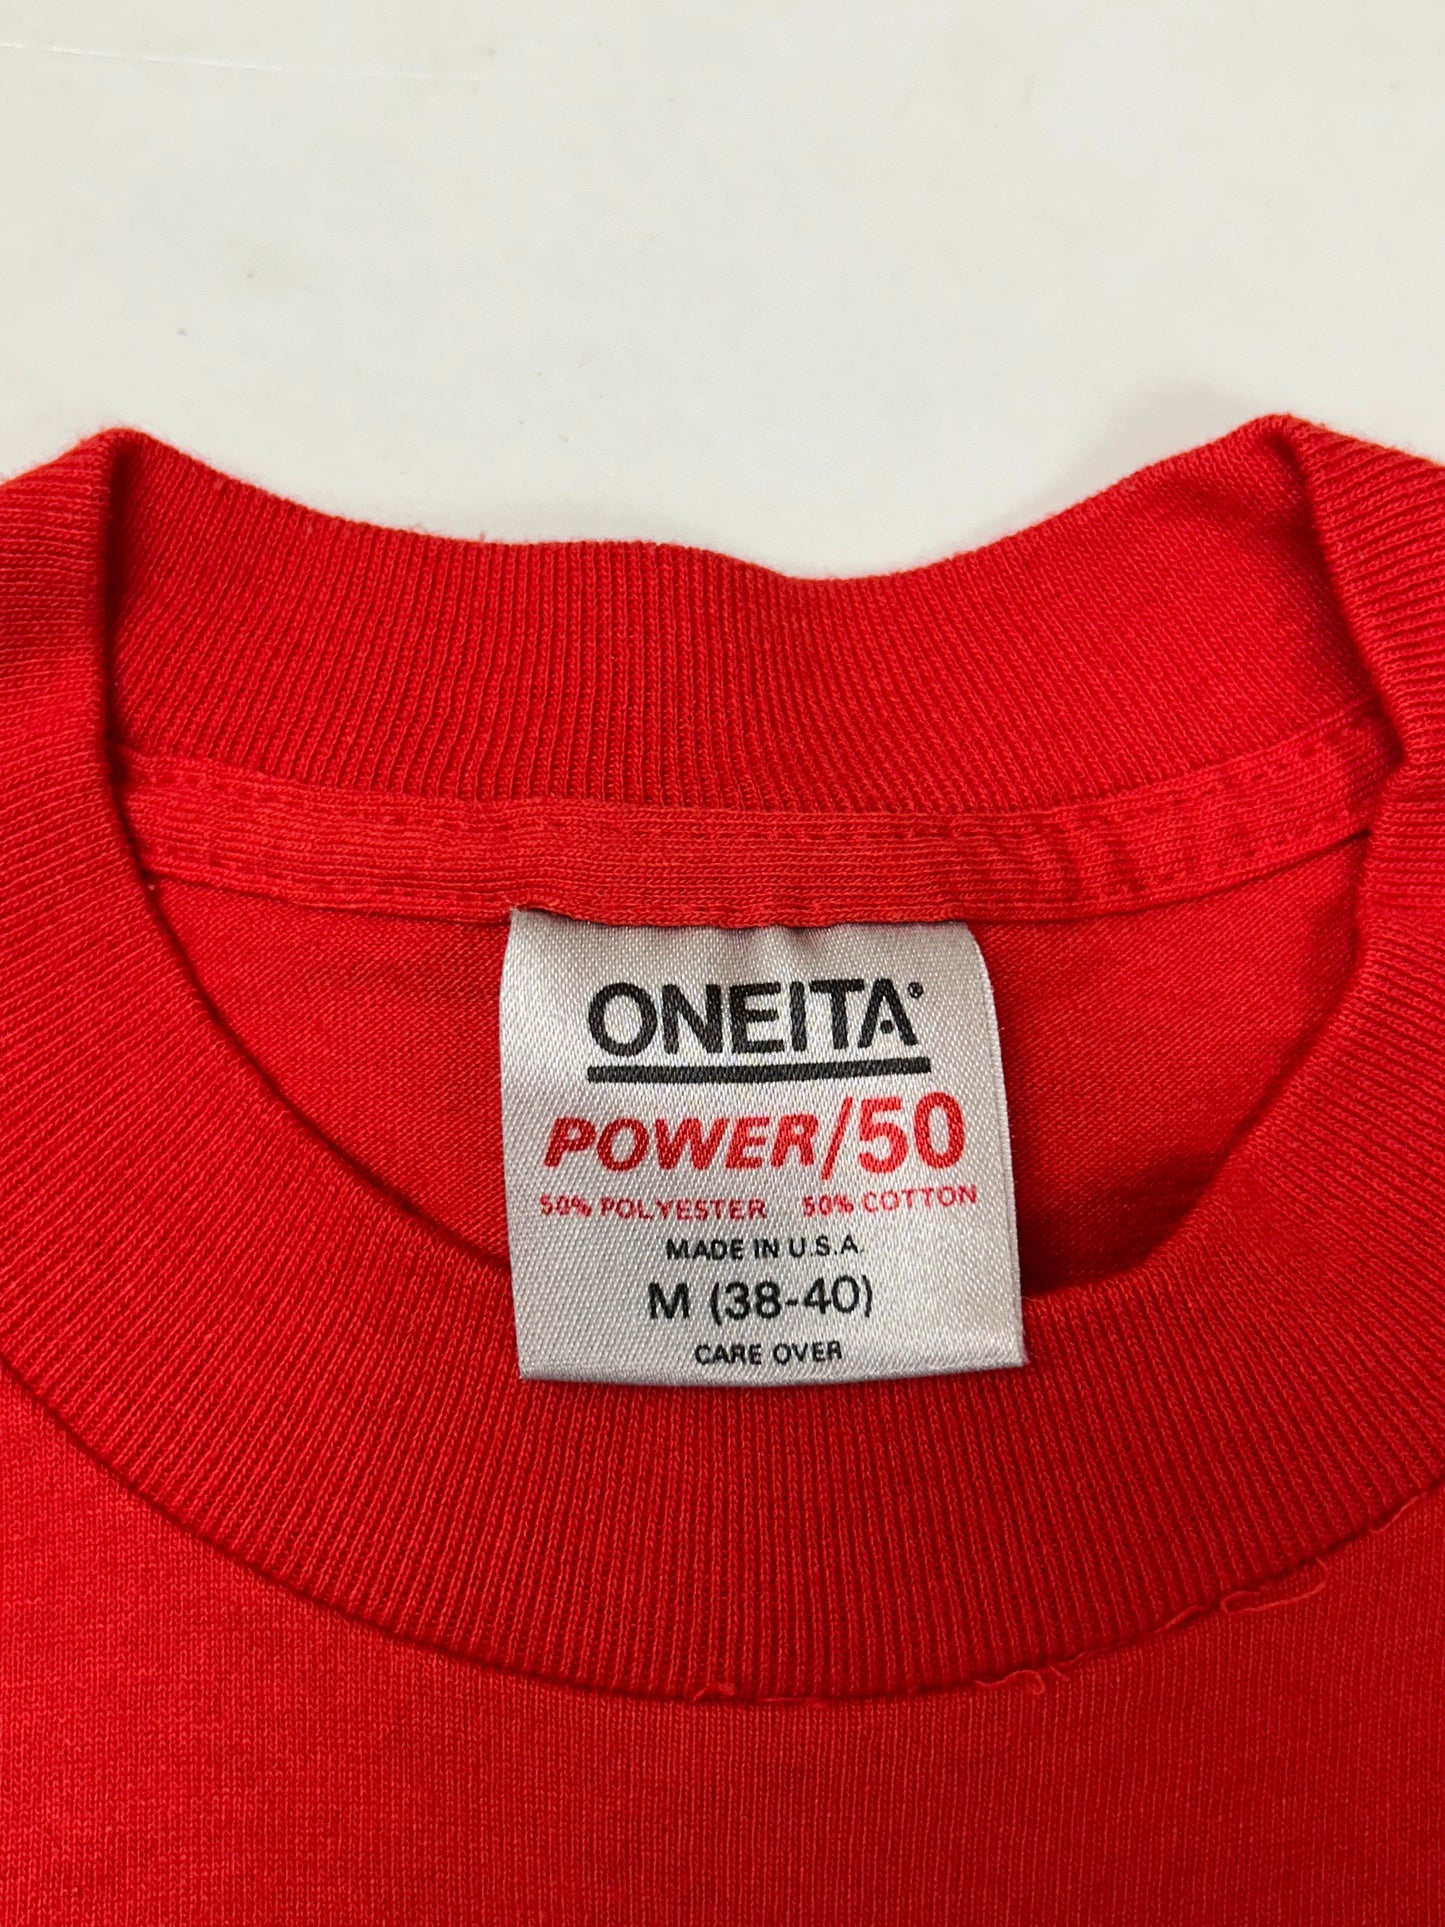 ONEITA®
POWER/50
50% POLYESTER 50% COTTON
MADE IN U.S.A.
M (38-40)
CARE OVER